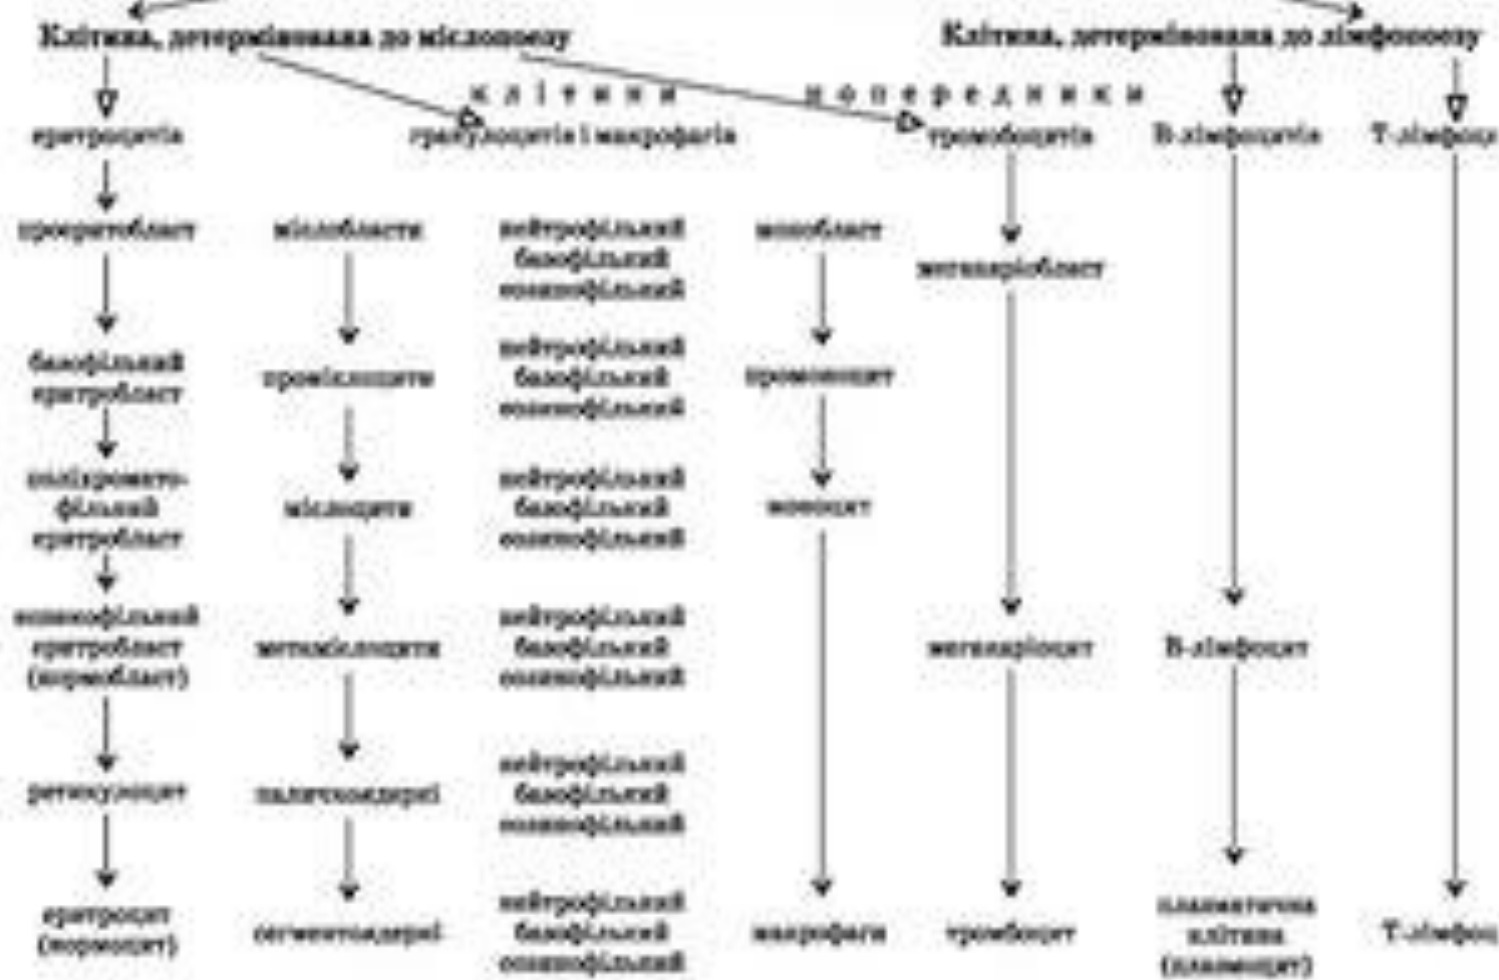 Клітина, детермінована до мієлопоезу
Клітина, детермінована до лімфопоезу
клітини попередники
еритроцитів
гранулоцитів і макрофагів
тромбоцитів
В-лімфоцитів
Т-лімфоци
проеритобласт
мієлобласти
нейтрофільний
базофільний
еозинофільний
монобласт
мегакаріобласт
базофільний
еритробласт
проміелоцити
нейтрофільний
базофільний
еозинофільний
промоноцит
поліхромато-
фільний
еритробласт
мієлоцити
нейтрофільний
базофільний
еозинофільний
моноцит
еритробласт
(нормобласт)
метамієлоцити
нейтрофільний
базофільний
еозинофільний
мегакаріоцит
В-лімфоцит
ретикулоцит
паличкоядерні
нейтрофільний
базофільний
еозинофільний
еритроцит
(нормоцит)
сегментоядерні
нейтрофільний
базофільний
еозинофільний
макрофаги
тромбоцит
плазматична
клітина
(плазмоцит)
Т-лімфоц